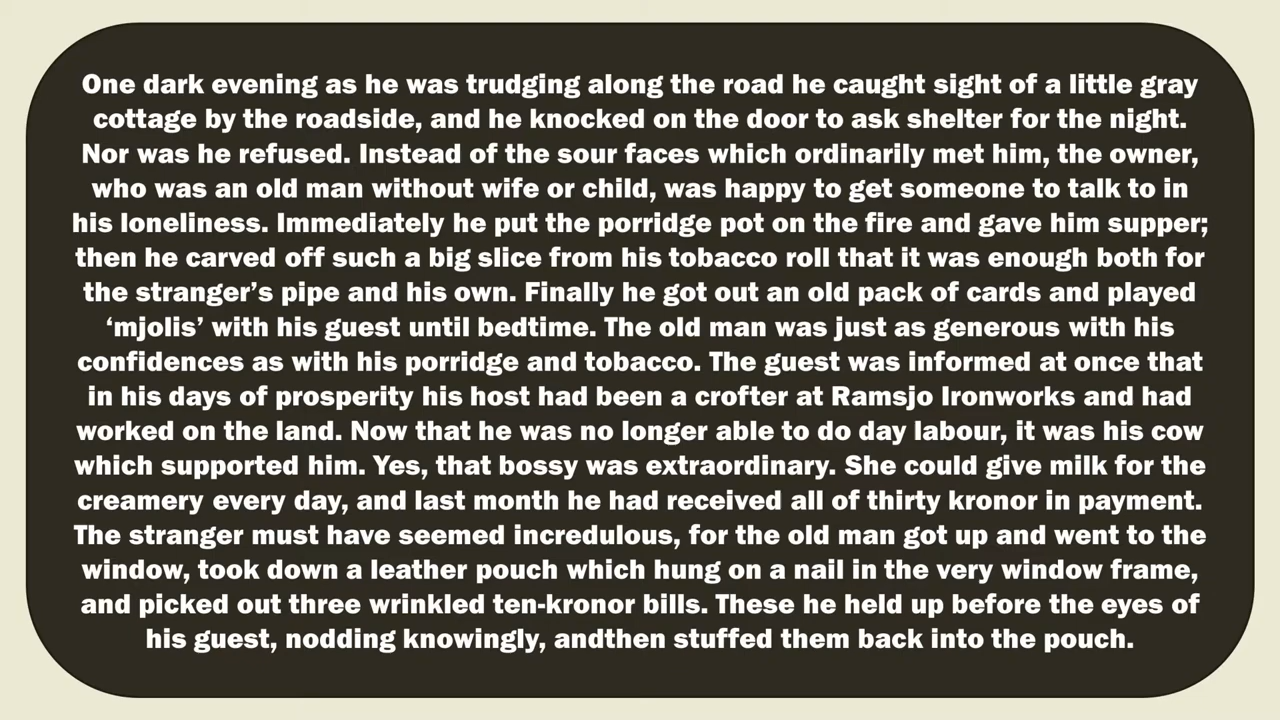 One dark evening as he was trudging along the road he caught sight of a little gray
cottage by the roadside, and he knocked on the door to ask shelter for the night.
Nor was he refused. Instead of the sour faces which ordinarily met him, the owner,
who was an old man without wife or child, was happy to get someone to talk to in
his loneliness. Immediately he put the porridge pot on the fire and gave him supper;
then he carved off such a big slice from his tobacco roll that it was enough both for
the stranger’s pipe and his own. Finally he got out an old pack of cards and played
‘mjolis’ with his guest until bedtime. The old man was just as generous with his
confidences as with his porridge and tobacco. The guest was informed at once that
in his days of prosperity his host had been a crofter at Ramsjo Ironworks and had
worked on the land. Now that he was no longer able to do day labour, it was his cow
which supported him. Yes, that bossy was extraordinary. She could give milk for the
creamery every day, and last month he had received all of thirty kronor in payment.
The stranger must have seemed incredulous, for the old man got up and went to the
window, took down a leather pouch which hung on a nail in the very window frame,
and picked out three wrinkled ten-kronor bills. These he held up before the eyes of
his guest, nodding knowingly, andthen stuffed them back into the pouch.